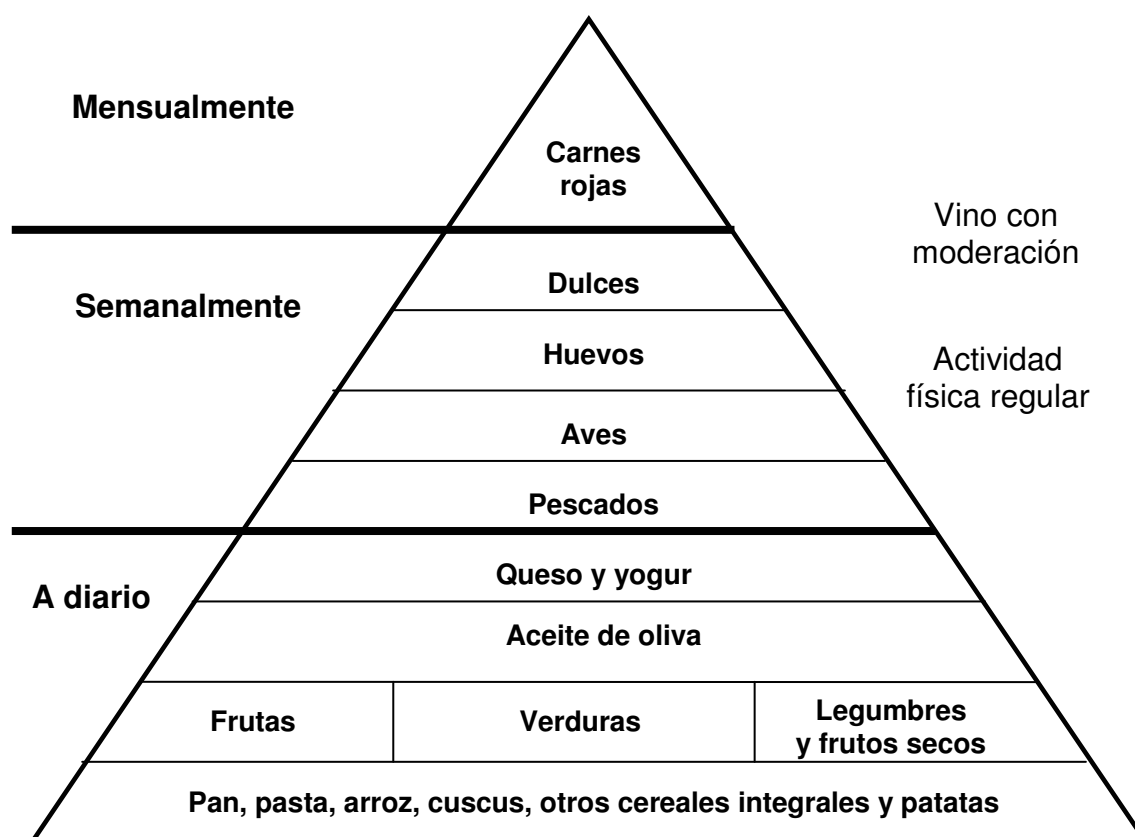 Mensualmente
Carnes
rojas
Vino con
moderación
Dulces
Semanalmente
Huevos
Actividad
física regular
Aves
Pescados
Queso y yogur
A diario
Aceite de oliva
Frutas
Verduras
Legumbres
y frutos secos
Pan, pasta, arroz, cuscus, otros cereales integrales y patatas